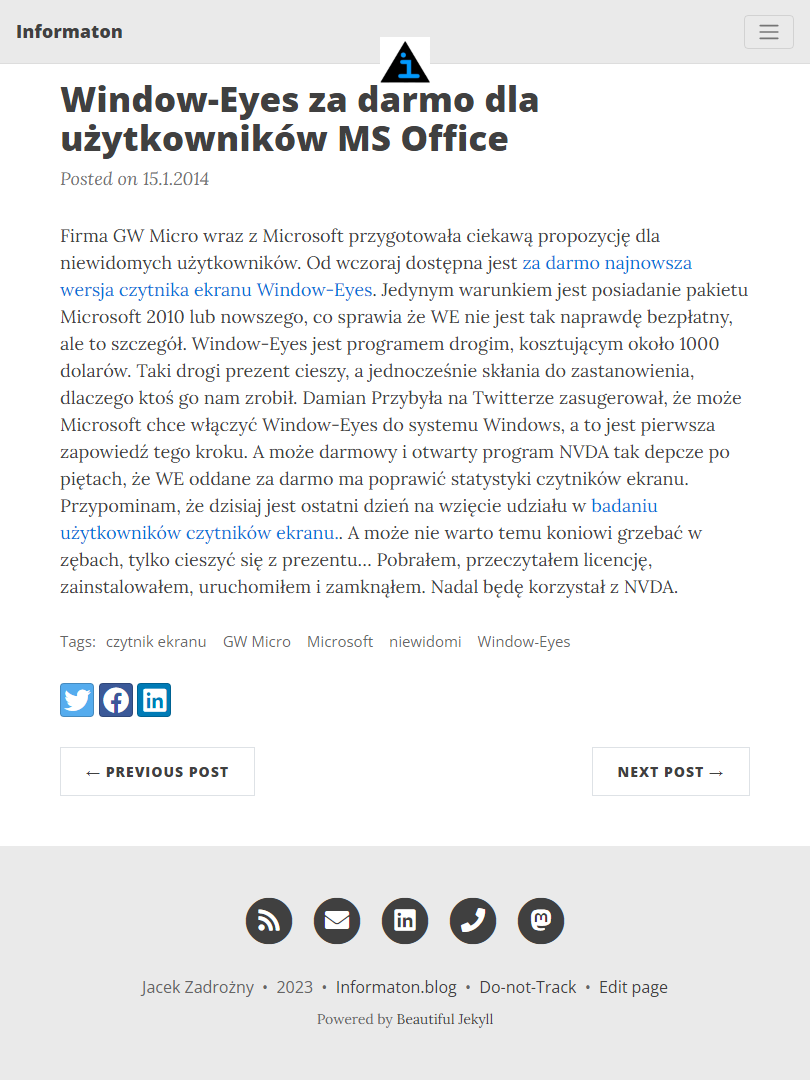 Informaton
i
Window-Eyes za darmo dla
użytkowników MS Office
Posted on 15.1.2014
Firma GW Micro wraz z Microsoft przygotowała ciekawą propozycję dla
niewidomych użytkowników. Od wczoraj dostępna jest za darmo najnowsza
wersja czytnika ekranu Window-Eyes. Jedynym warunkiem jest posiadanie pakietu
Microsoft 2010 lub nowszego, co sprawia że WE nie jest tak naprawdę bezpłatny,
ale to szczegół. Window-Eyes jest programem drogim, kosztującym około 1000
dolarów. Taki drogi prezent cieszy, a jednocześnie skłania do zastanowienia,
dlaczego ktoś go nam zrobił. Damian Przybyła na Twitterze zasugerował, że może
Microsoft chce włączyć Window-Eyes do systemu Windows, a to jest pierwsza
zapowiedź tego kroku. A może darmowy i otwarty program NVDA tak depcze po
piętach, że WE oddane za darmo ma poprawić statystyki czytników ekranu.
Przypominam, że dzisiaj jest ostatni dzień na wzięcie udziału w badaniu
użytkowników czytników ekranu.. A może nie warto temu koniowi grzebać w
zębach, tylko cieszyć się z prezentu… Pobrałem, przeczytałem licencję,
zainstalowałem, uruchomiłem i zamknąłem. Nadal będę korzystał z NVDA.
Tags: czytnik ekranu GW Micro Microsoft niewidomi Window-Eyes
← PREVIOUS POST
NEXT POST →
Jacek Zadrożny • 2023 • Informaton.blog • Do-not-Track • Edit page
Powered by Beautiful Jekyll